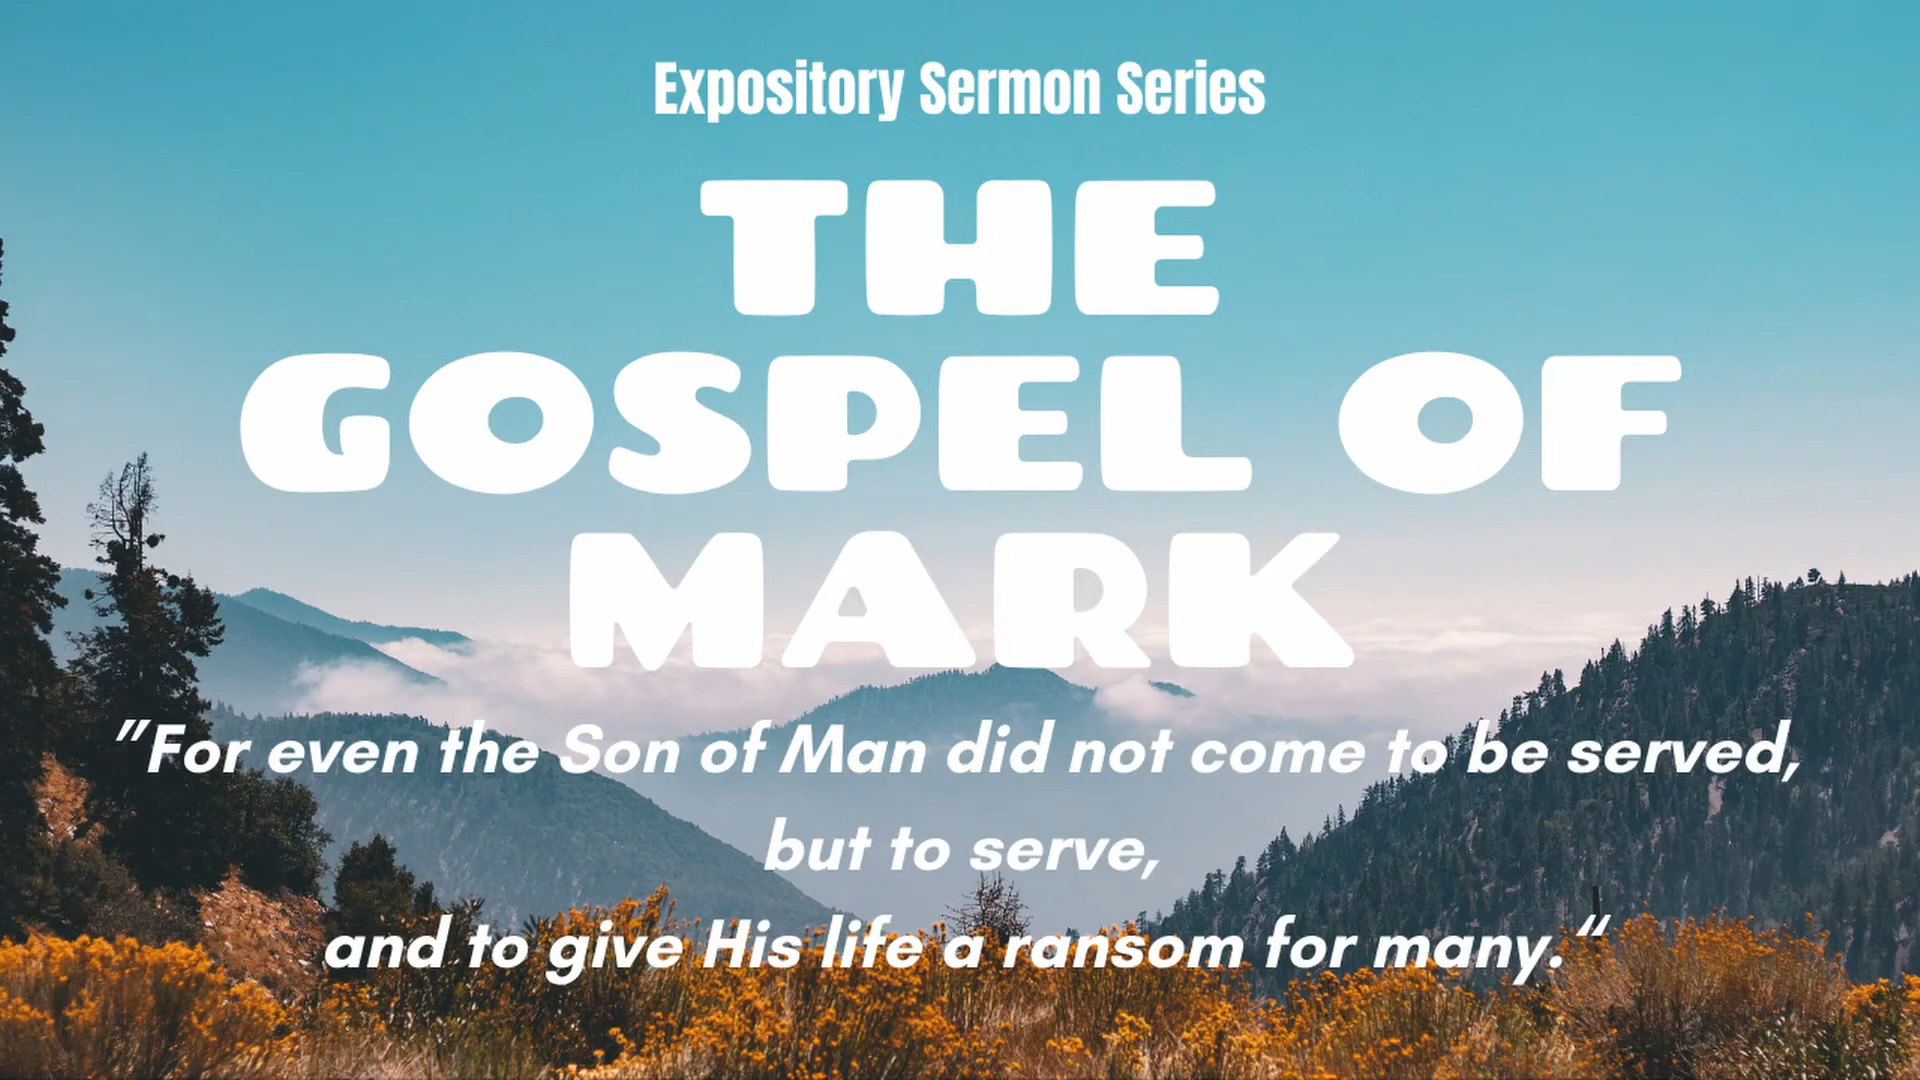 Expository Sermon Series
THE
GOSPEL OF
MARK
"For even the Son of Man did not come to be served,
but to serve,
and to give His life a ransom for many.“